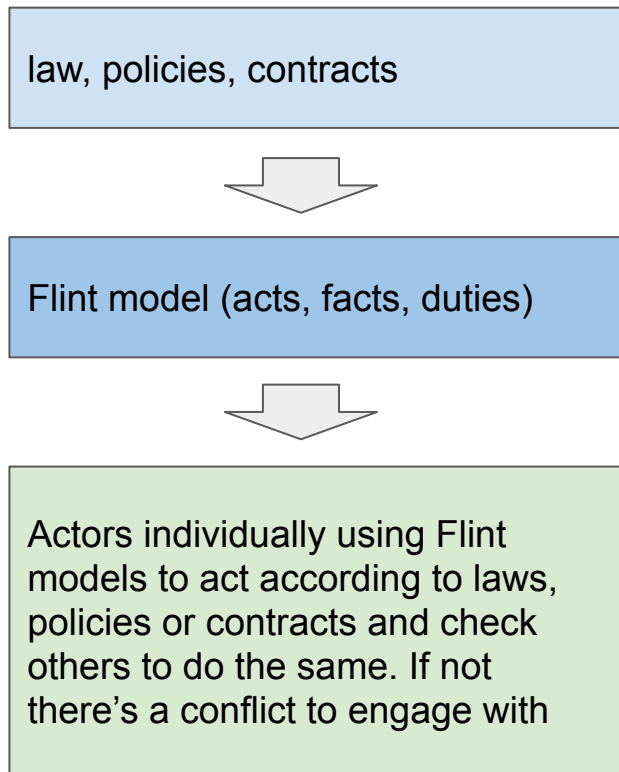 law, policies, contracts
Flint model (acts, facts, duties)
Actors individually using Flint
models to act according to laws,
policies or contracts and check
others to do the same. If not
there’s a conflict to engage with